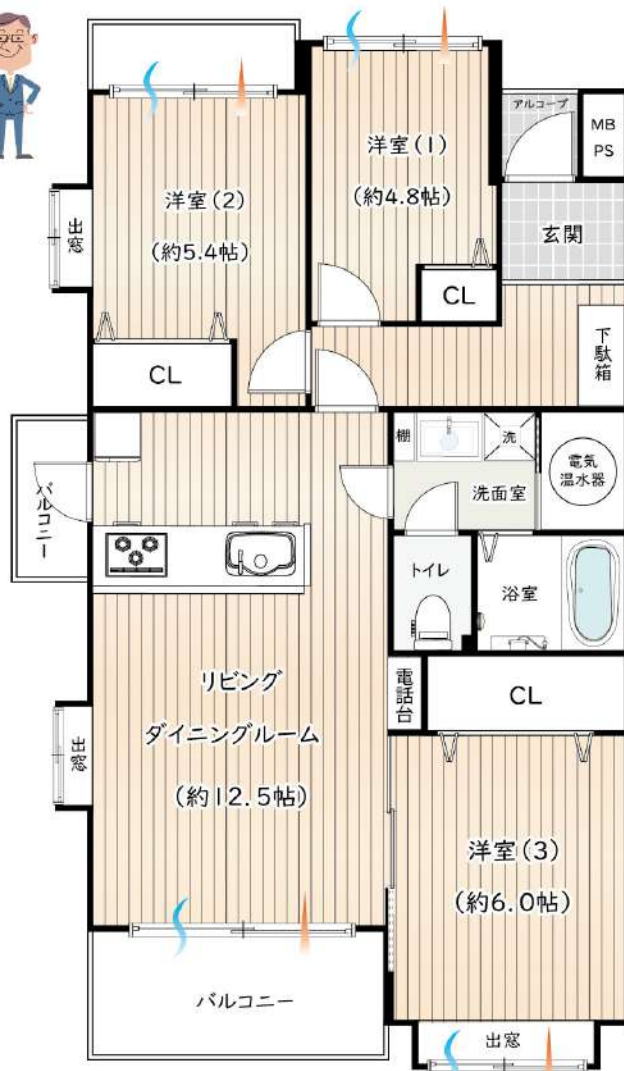 アルコーブ
MB
PS
洋室(1)
(約4.8帖)
洋室(2)
(約5.4帖)
出窓
玄関
CL
下駄箱
CL
棚
洗
電気
温水器
洗面室
バルコニー
トイレ
浴室
リビング
ダイニングルーム
(約12.5帖)
電話台
CL
出窓
洋室(3)
(約6.0帖)
バルコニー
出窓